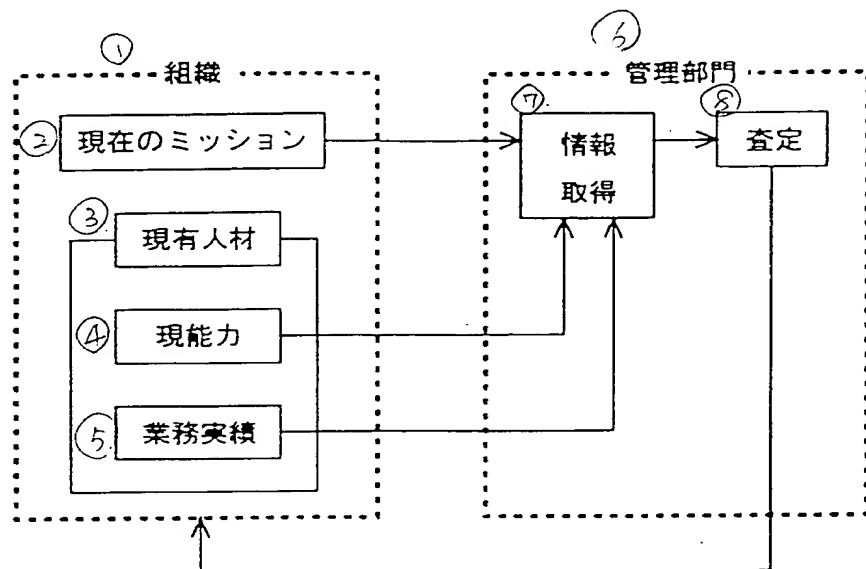 ①
組織
② 現在のミッション
③
現有人材
④ 現能力
⑤ 業務実績
⑥
管理部門
⑦
情報
取得
⑧
査定